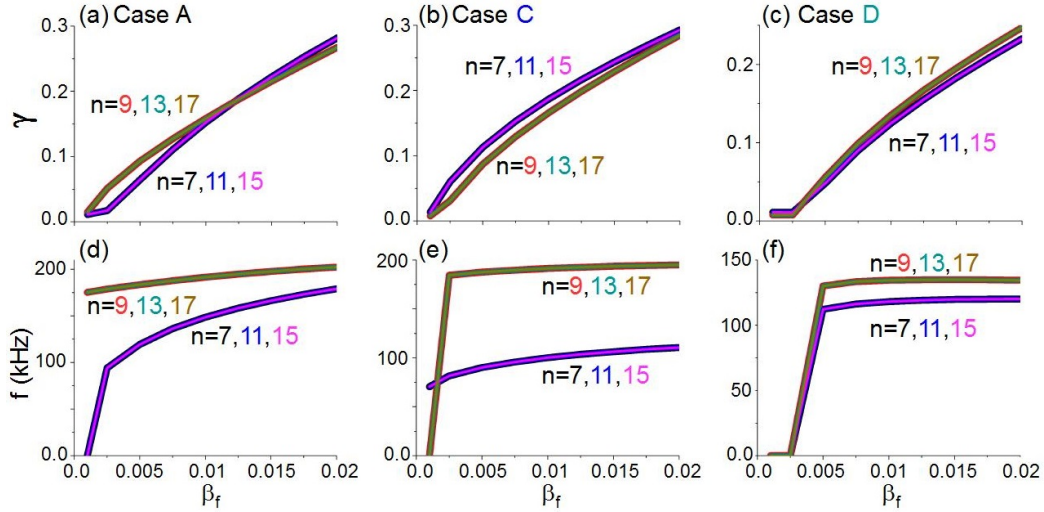 (a) Case A
0.3
0.2
0.1
0.0
γ
n=9,13,17
n=7,11,15
(b) Case C
0.3
0.2
0.1
0.0
n=7,11,15
n=9,13,17
(c) Case D
0.2
0.1
0.0
n=9,13,17
n=7,11,15
(d)
200
100
0.0
f (kHz)
n=9,13,17
n=7,11,15
0.0 0.005 0.01 0.015 0.02
βf
(e)
200
100
0.0
n=9,13,17
n=7,11,15
0.0 0.005 0.01 0.015 0.02
βf
(f)
150
100
50
0.0
n=9,13,17
n=7,11,15
0.0 0.005 0.01 0.015 0.02
βf